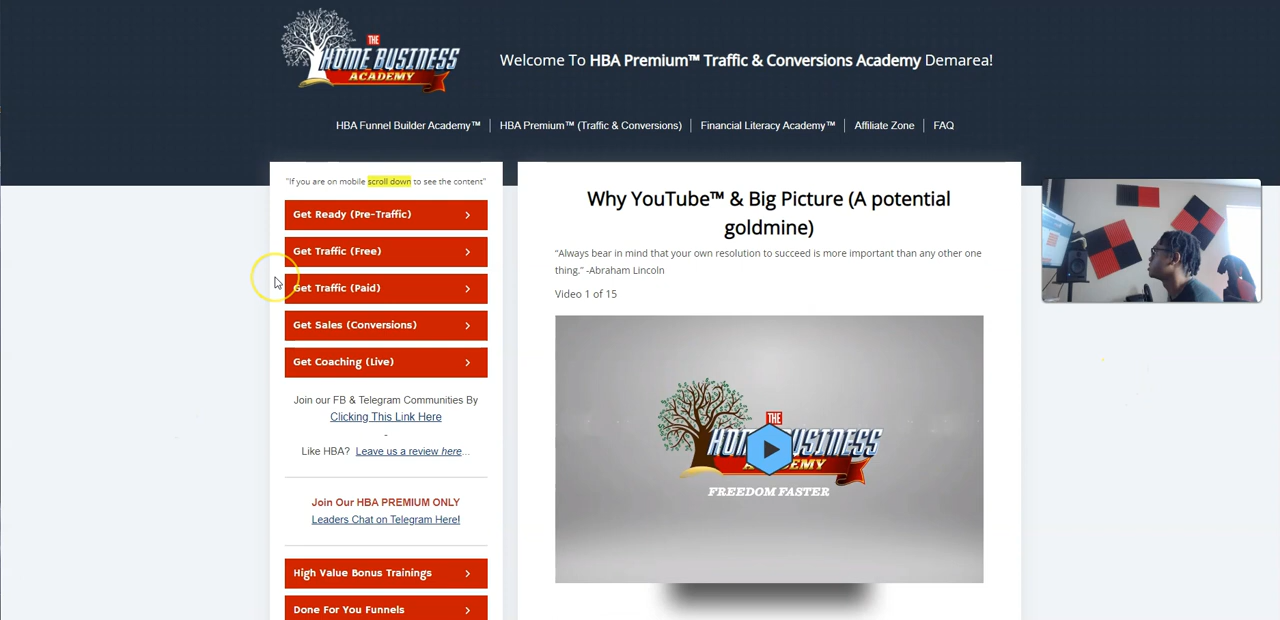 THE
HOME BUSINESS
ACADEMY
Welcome To HBA Premium™ Traffic & Conversions Academy Demarea!
HBA Funnel Builder Academy™
HBA Premium™ (Traffic & Conversions)
Financial Literacy Academy™
Affiliate Zone
FAQ
"If you are on mobile scroll down to see the content"
Get Ready (Pre-Traffic)
Get Traffic (Free)
Get Traffic (Paid)
Get Sales (Conversions)
Get Coaching (Live)
Join our FB & Telegram Communities By
Clicking This Link Here
-
Like HBA? Leave us a review here...
Join Our HBA PREMIUM ONLY
Leaders Chat on Telegram Here!
High Value Bonus Trainings
Done For You Funnels
Why YouTube™ & Big Picture (A potential
goldmine)
“Always bear in mind that your own resolution to succeed is more important than any other one
thing.” -Abraham Lincoln
Video 1 of 15
THE
HOME BUSINESS
ACADEMY
FREEDOM FASTER